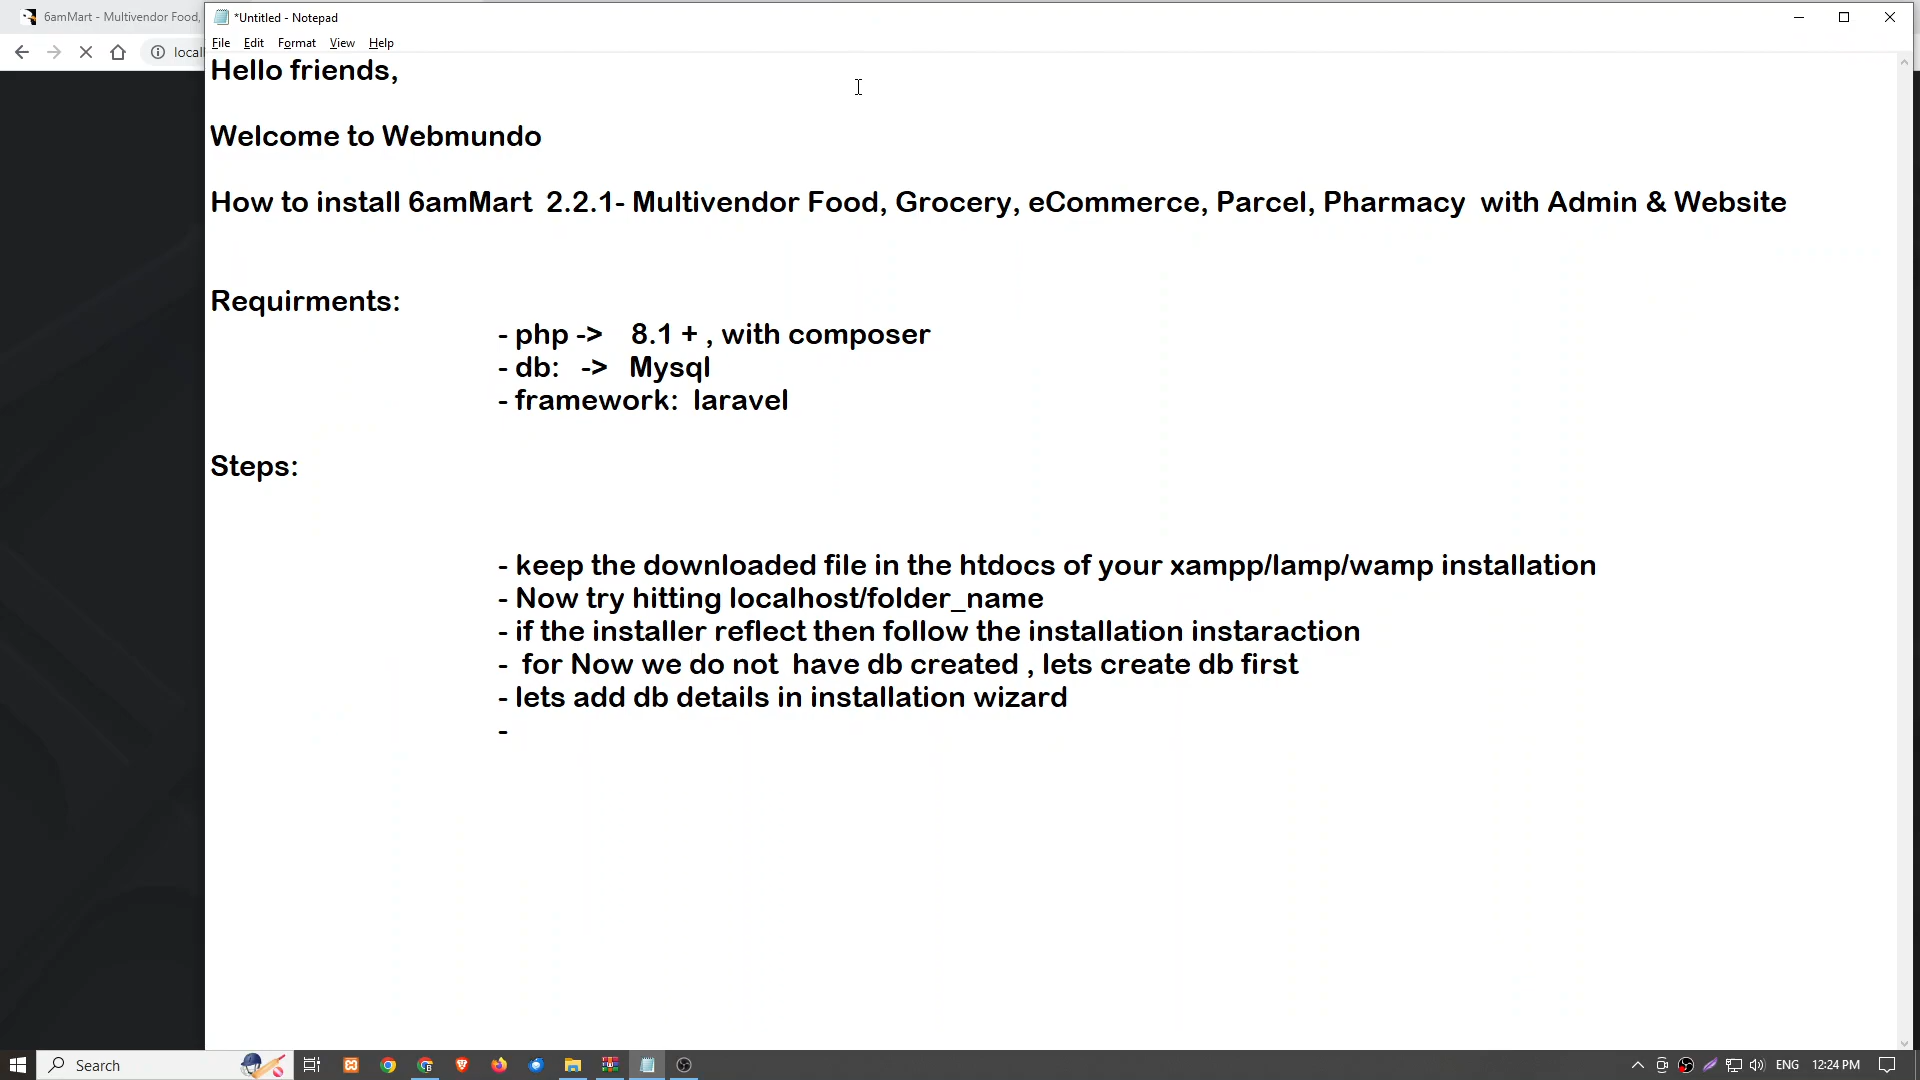 6amMart - Multivendor Food,
*Untitled - Notepad
locall
File Edit Format View Help
Hello friends,
Welcome to Webmundo
How to install 6amMart 2.2.1- Multivendor Food, Grocery, eCommerce, Parcel, Pharmacy with Admin & Website
Requirments:
- php -> 8.1 + , with composer
- db: -> Mysql
- framework: laravel
Steps:
- keep the downloaded file in the htdocs of your xampp/lamp/wamp installation
- Now try hitting localhost/folder_name
- if the installer reflect then follow the installation instaraction
- for Now we do not have db created , lets create db first
- lets add db details in installation wizard
-
Search
ENG 12:24 PM